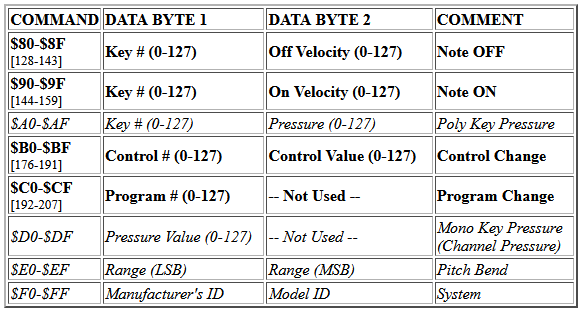 COMMAND DATA BYTE 1 DATA BYTE 2 COMMENT
$80-$8F
[128-143] Key # (0-127) Off Velocity (0-127) Note OFF
$90-$9F
[144-159] Key # (0-127) On Velocity (0-127) Note ON
$A0-$AF Key # (0-127) Pressure (0-127) Poly Key Pressure
$B0-$BF
[176-191] Control # (0-127) Control Value (0-127) Control Change
$C0-$CF
[192-207] Program # (0-127) -- Not Used -- Program Change
$D0-$DF Pressure Value (0-127) -- Not Used -- Mono Key Pressure
(Channel Pressure)
$E0-$EF Range (LSB) Range (MSB) Pitch Bend
$F0-$FF Manufacturer's ID Model ID System